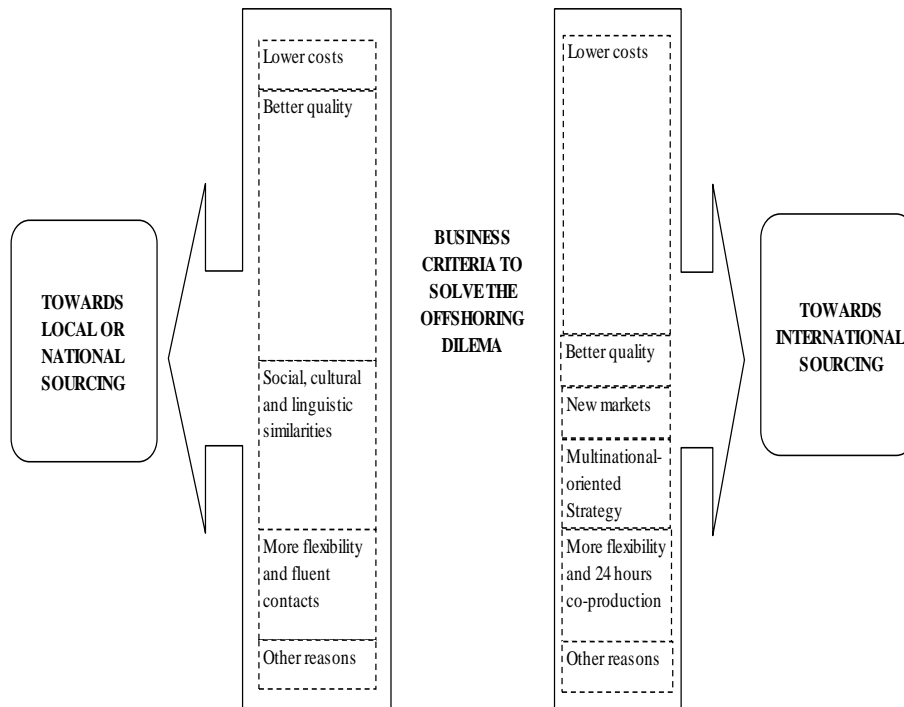 TOWARDS
LOCAL OR
NATIONAL
SOURCING
Lower costs
Better quality
Social, cultural
and linguistic
similarities
More flexibility
and fluent
contacts
Other reasons
BUSINESS
CRITERIA TO
SOLVE THE
OFFSHORING
DILEMA
Lower costs
Better quality
New markets
Multinational-
oriented
Strategy
More flexibility
and 24 hours
co-production
Other reasons
TOWARDS
INTERNATIONAL
SOURCING